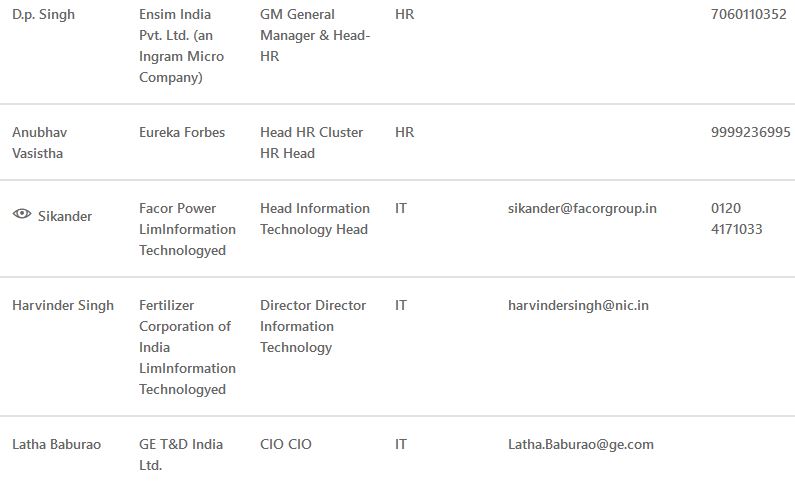 D.p. Singh
Ensim India
Pvt. Ltd. (an
Ingram Micro
Company)
GM General
Manager & Head-
HR
HR
7060110352
Anubhav
Vasistha
Eureka Forbes
Head HR Cluster
HR Head
HR
9999236995
Sikander
Facor Power
LimInformation
Technologyed
Head Information
Technology Head
IT
sikander@facorgroup.in
0120
4171033
Harvinder Singh
Fertilizer
Corporation of
India
LimInformation
Technologyed
Director Director
Information
Technology
IT
harvindersingh@nic.in
Latha Baburao
GE T&D India
Ltd.
CIO CIO
IT
Latha.Baburao@ge.com